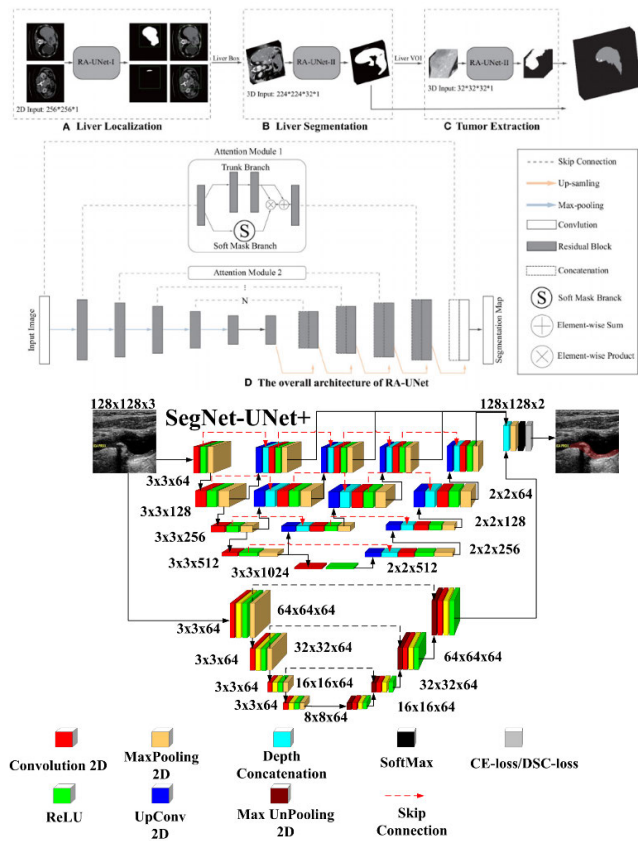 RA-UNet-I
RA-UNet-II
RA-UNet-II
Liver Box
Liver VOI
2D Input: 256*256*1
3D Input: 224*224*32*1
3D Input: 32*32*32*1
A Liver Localization
B Liver Segmentation
C Tumor Extraction
Attention Module 1
Trunk Branch
S
Soft Mask Branch
Attention Module 2
N
Input Image
Segmentation Map
D The overall architecture of RA-UNet
Skip Connection
Up-samling
Max-pooling
Convlution
Residual Block
Concatenation
S
Soft Mask Branck
Element-wise Sum
Element-wise Product
128x128x3
SegNet-UNet+
128x128x2
3x3x64
2x2x64
3x3x128
2x2x128
3x3x256
2x2x256
3x3x512
2x2x512
3x3x1024
64x64x64
3x3x64
64x64x64
32x32x64
3x3x64
32x32x64
16x16x64
3x3x64
16x16x64
3x3x64
8x8x64
Convolution 2D
MaxPooling
2D
Depth
Concatenation
SoftMax
CE-loss/DSC-loss
ReLU
UpConv
2D
Max UnPooling
2D
Skip
Connection